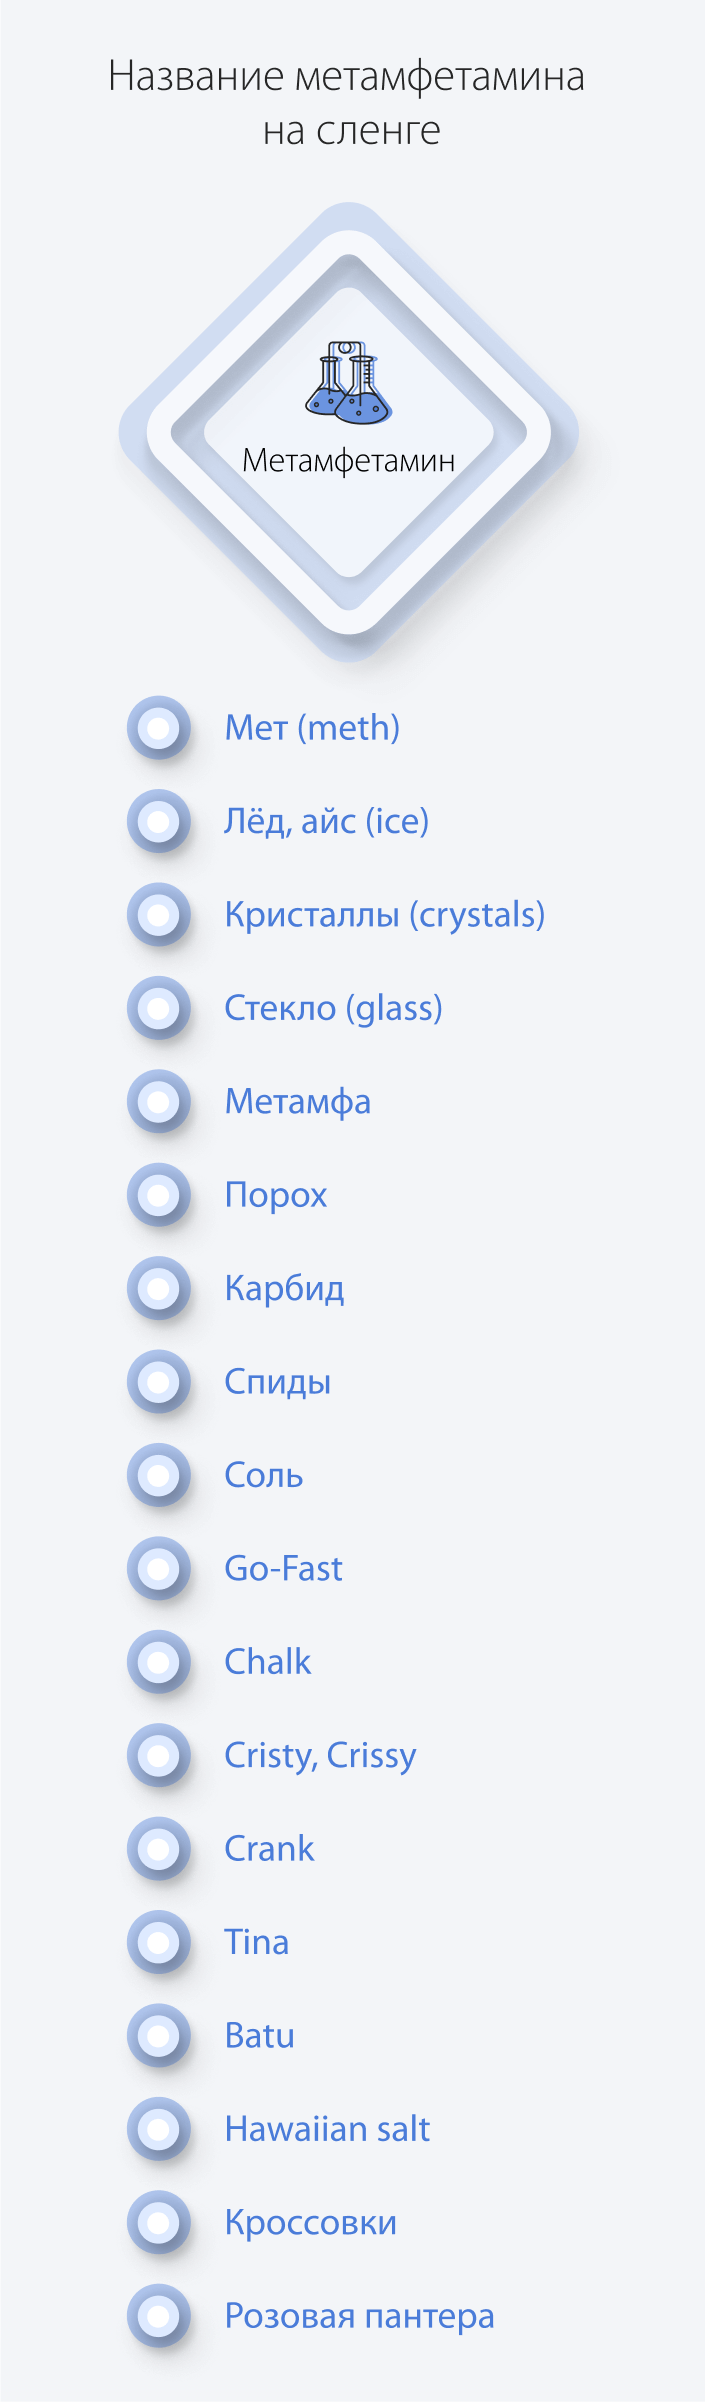 Название метамфетамина
на сленге
Метамфетамин
Мет (meth)
Лёд, айс (ice)
Кристаллы (crystals)
Стекло (glass)
Метамфа
Порох
Карбид
Спиды
Соль
Go-Fast
Chalk
Cristy, Crissy
Crank
Tina
Batu
Hawaiian salt
Кроссовки
Розовая пантера